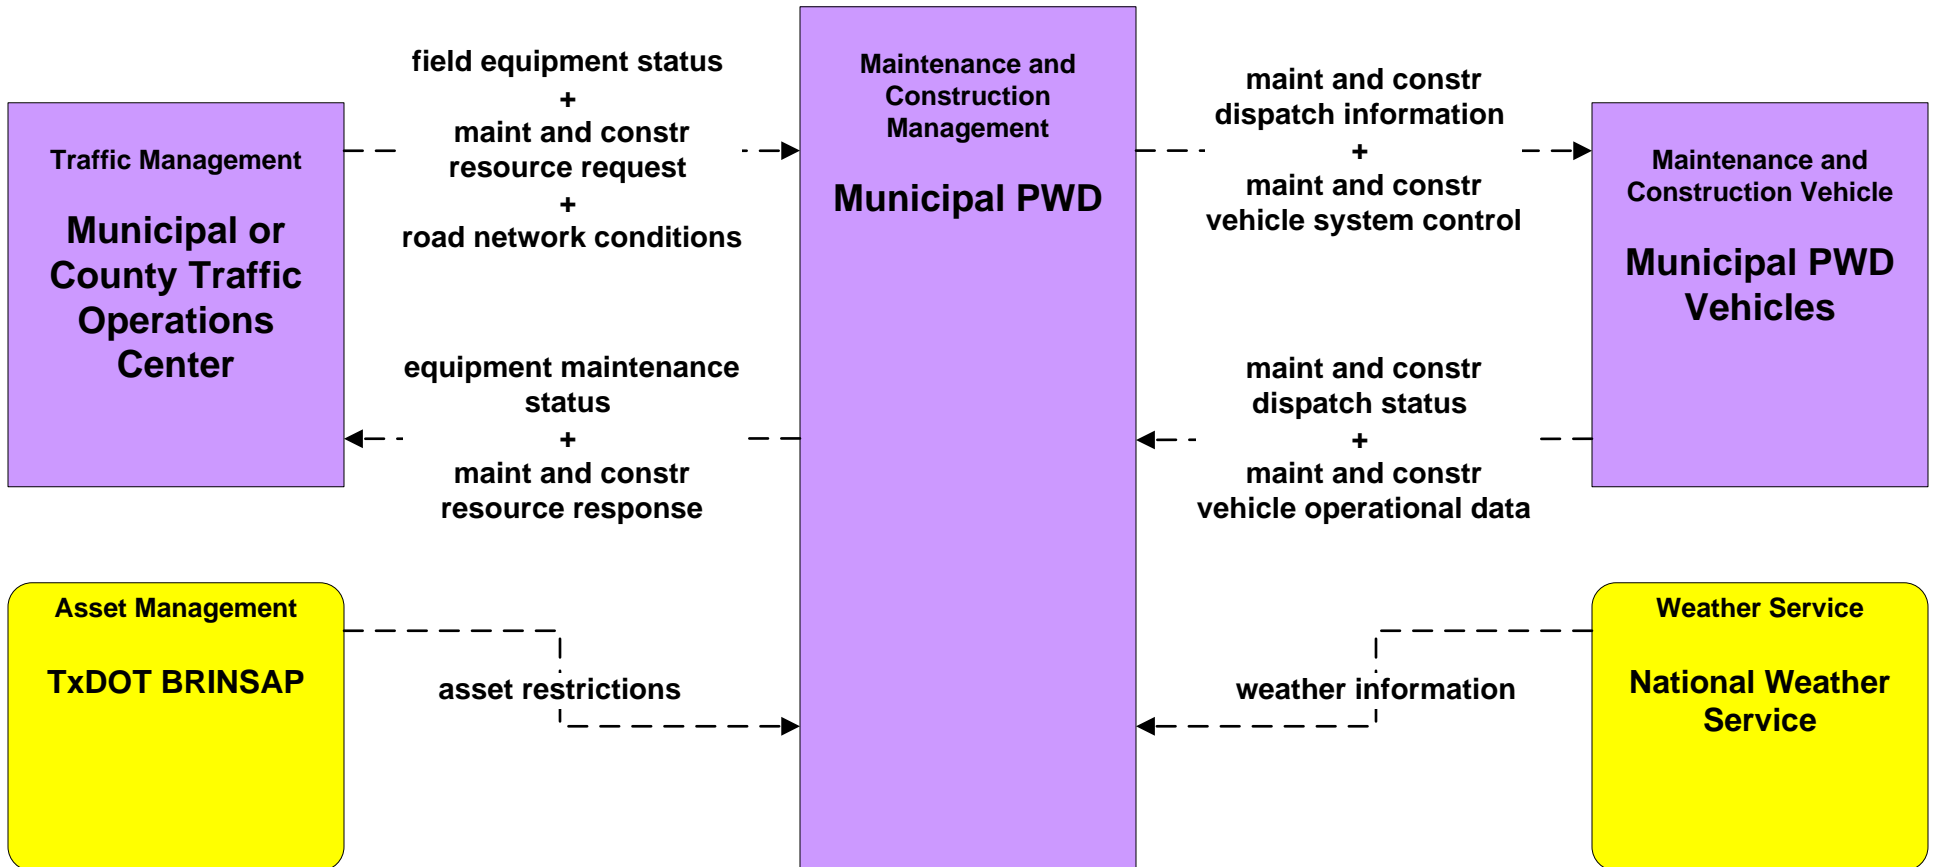 Traffic Management
Municipal or
County Traffic
Operations
Center
field equipment status
+
maint and constr
resource request
+
road network conditions
equipment maintenance
status
+
maint and constr
resource response
Maintenance and
Construction
Management
Municipal PWD
maint and constr
dispatch information
+
maint and constr
vehicle system control
maint and constr
dispatch status
+
maint and constr
vehicle operational data
Maintenance and
Construction Vehicle
Municipal PWD
Vehicles
Asset Management
TxDOT BRINSAP
asset restrictions
weather information
Weather Service
National Weather
Service